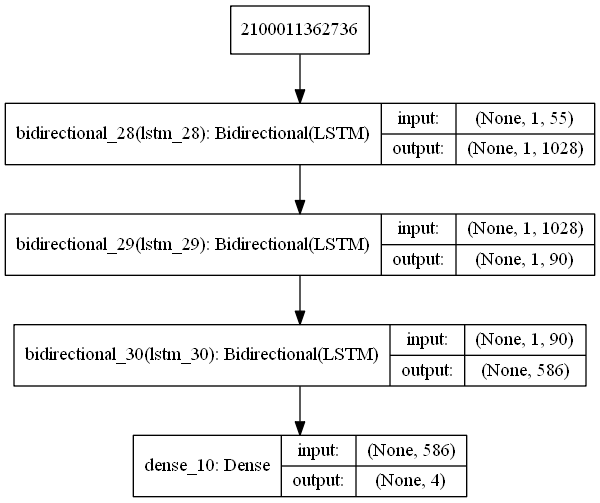 2100011362736
bidirectional_28(lstm_28): Bidirectional(LSTM)
input: (None, 1, 55)
output: (None, 1, 1028)
bidirectional_29(lstm_29): Bidirectional(LSTM)
input: (None, 1, 1028)
output: (None, 1, 90)
bidirectional_30(lstm_30): Bidirectional(LSTM)
input: (None, 1, 90)
output: (None, 586)
dense_10: Dense
input: (None, 586)
output: (None, 4)